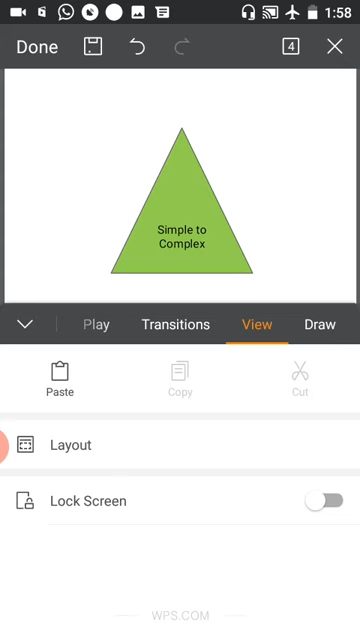 1:58
Done
4
Simple to
Complex
Play Transitions View Draw
Paste Copy Cut
Layout
Lock Screen
WPS.COM